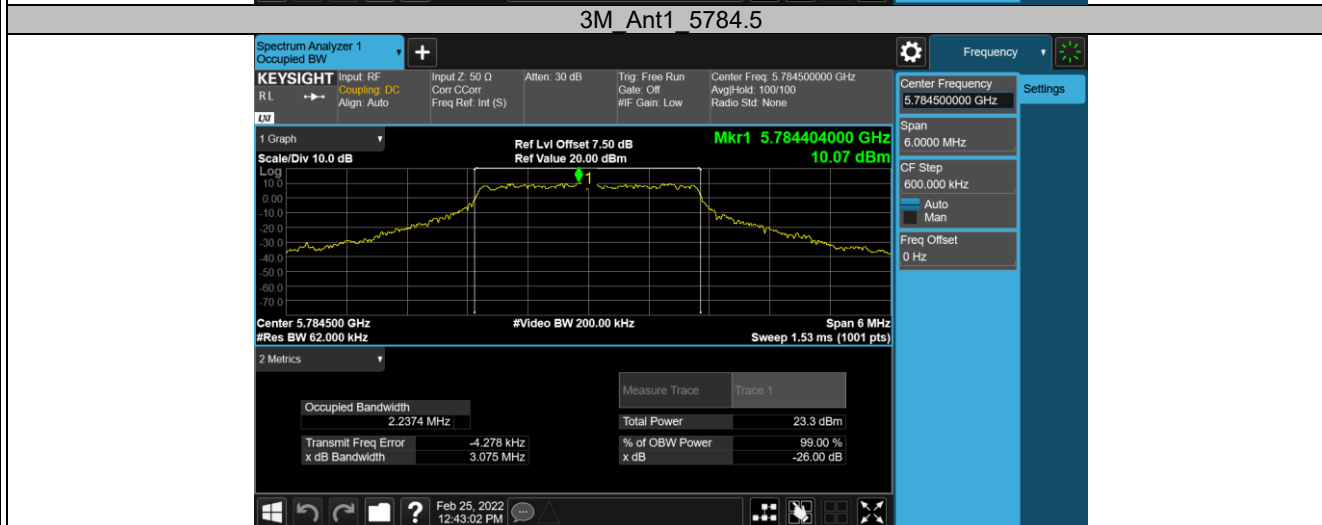 3M_Ant1_5784.5
Spectrum Analyzer 1
Occupied BW
+
Frequency
KEYSIGHT
RL
LXI
Input: RF
Coupling: DC
Align: Auto
Input Z: 50 Ω
Corr CCorr
Freq Ref: Int (S)
Atten: 30 dB
Trig: Free Run
Gate: Off
#IF Gain: Low
Center Freq: 5.784500000 GHz
Avg|Hold: 100/100
Radio Std: None
Center Frequency
5.784500000 GHz
Settings
Span
6.0000 MHz
CF Step
600.000 kHz
Auto
Man
Freq Offset
0 Hz
1 Graph
Ref Lvl Offset 7.50 dB
Mkr1 5.784404000 GHz
Scale/Div 10.0 dB
Ref Value 20.00 dBm
10.07 dBm
Log
10.0
0.00
-10.0
-20.0
-30.0
-40.0
-50.0
-60.0
-70.0
1
Center 5.784500 GHz
#Video BW 200.00 kHz
Span 6 MHz
#Res BW 62.000 kHz
Sweep 1.53 ms (1001 pts)
2 Metrics
Measure Trace
Trace 1
Occupied Bandwidth
2.2374 MHz
Total Power
23.3 dBm
Transmit Freq Error
-4.278 kHz
% of OBW Power
99.00 %
x dB Bandwidth
3.075 MHz
x dB
-26.00 dB
?
Feb 25, 2022
12:43:02 PM